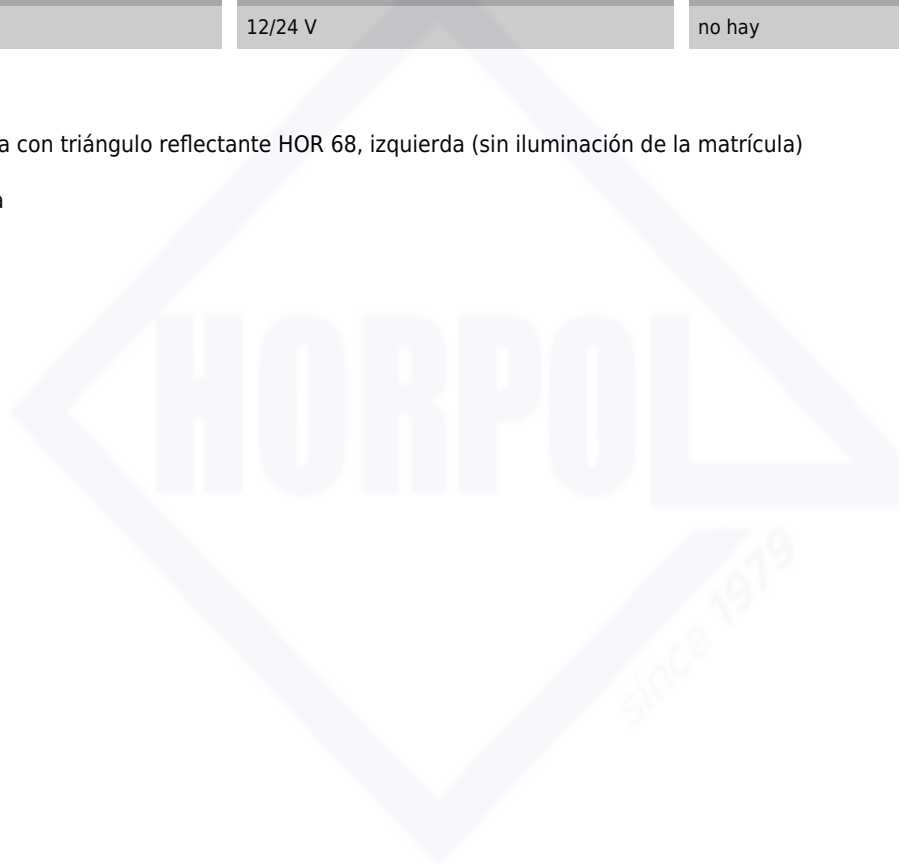 12/24 V no hay
a con triángulo reflectante HOR 68, izquierda (sin iluminación de la matrícula)
a
HORPOL
since 1979